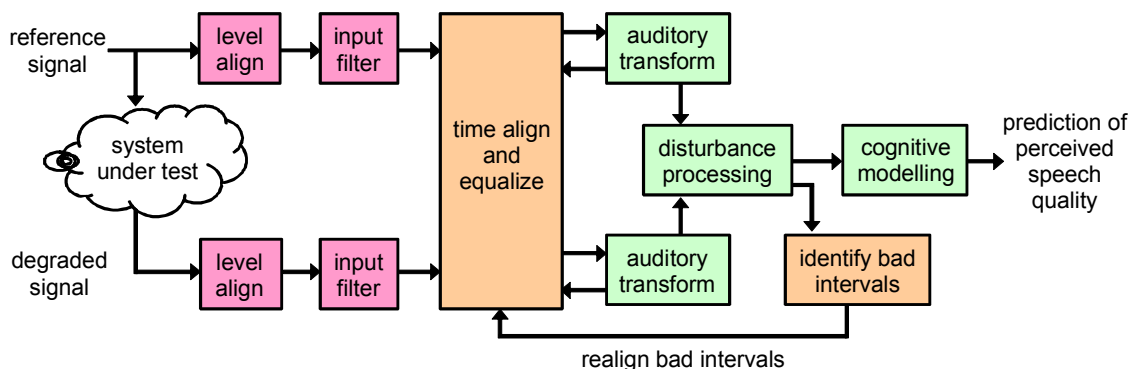 reference
signal
level
align
input
filter
system
under test
degraded
signal
level
align
input
filter
time align
and
equalize
auditory
transform
disturbance
processing
auditory
transform
cognitive
modelling
identify bad
intervals
prediction of
perceived
speech
quality
realign bad intervals